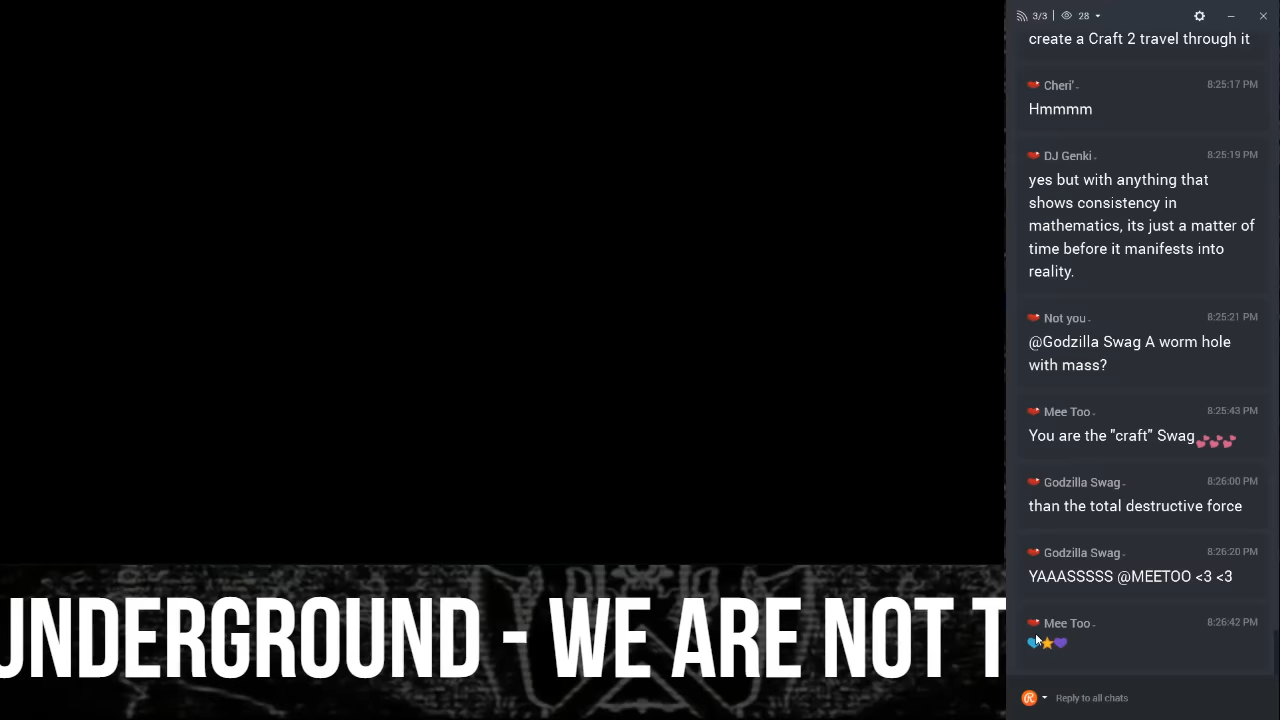 3/3
28
create a Craft 2 travel through it
Cheri'
8:25:17 PM
Hmmmm
DJ Genki
8:25:19 PM
yes but with anything that
shows consistency in
mathematics, its just a matter of
time before it manifests into
reality.
Not you
8:25:21 PM
@Godzilla Swag A worm hole
with mass?
Mee Too
8:25:43 PM
You are the "craft" Swag
Godzilla Swag
8:26:00 PM
than the total destructive force
Godzilla Swag
8:26:20 PM
YAAASSSSS @MEETOO <3 <3
Mee Too
8:26:42 PM
Reply to all chats
UNDERGROUND - WE ARE NOT T